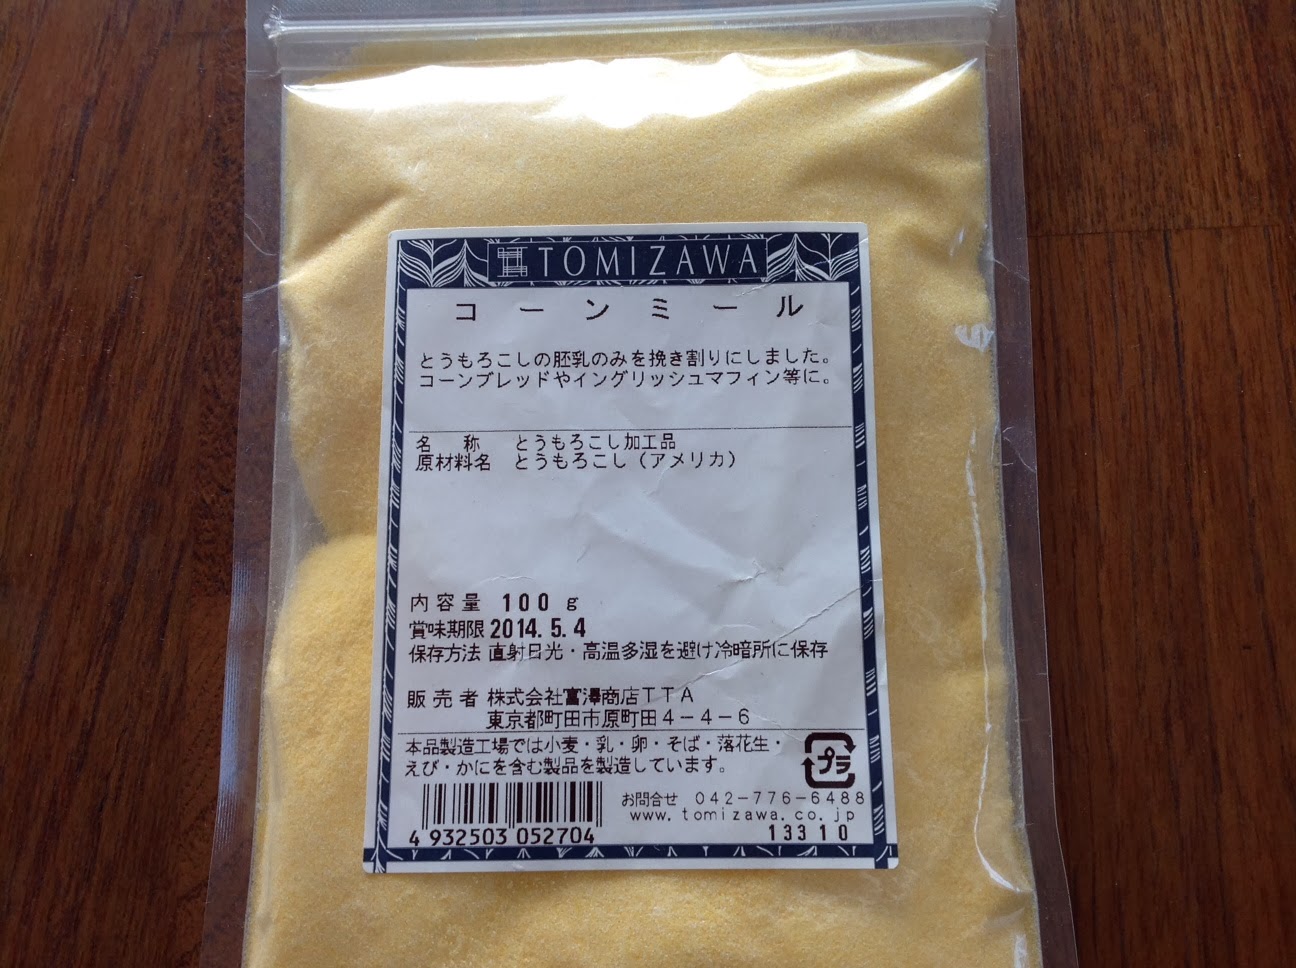 TOMIZAWA
コーンミール
とうもろこしの胚乳のみを挽き割りにしました。
コーンブレッドやイングリッシュマフィン等に。
名称 とうもろこし加工品
原材料名 とうもろこし(アメリカ)
内容量 100g
賞味期限 2014.5.4
保存方法 直射日光・高温多湿を避け冷暗所に保存
販売者 株式会社富澤商店TTA
東京都町田市原町田4-4-6
本品製造工場では小麦・乳・卵・そば・落花生・
えび・かにを含む製品を製造しています。
プラ
お問合せ 042-776-6488
www.tomizawa.co.jp
13310
4932503052704